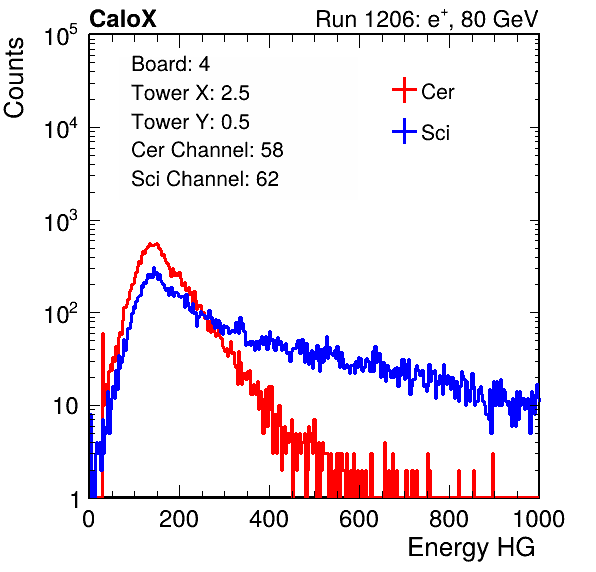 CaloX Run 1206: e⁺, 80 GeV
Counts
Board: 4
Tower X: 2.5
Tower Y: 0.5
Cer Channel: 58
Sci Channel: 62
Cer
Sci
10⁵
10⁴
10³
10²
10
1
0 200 400 600 800 1000
Energy HG